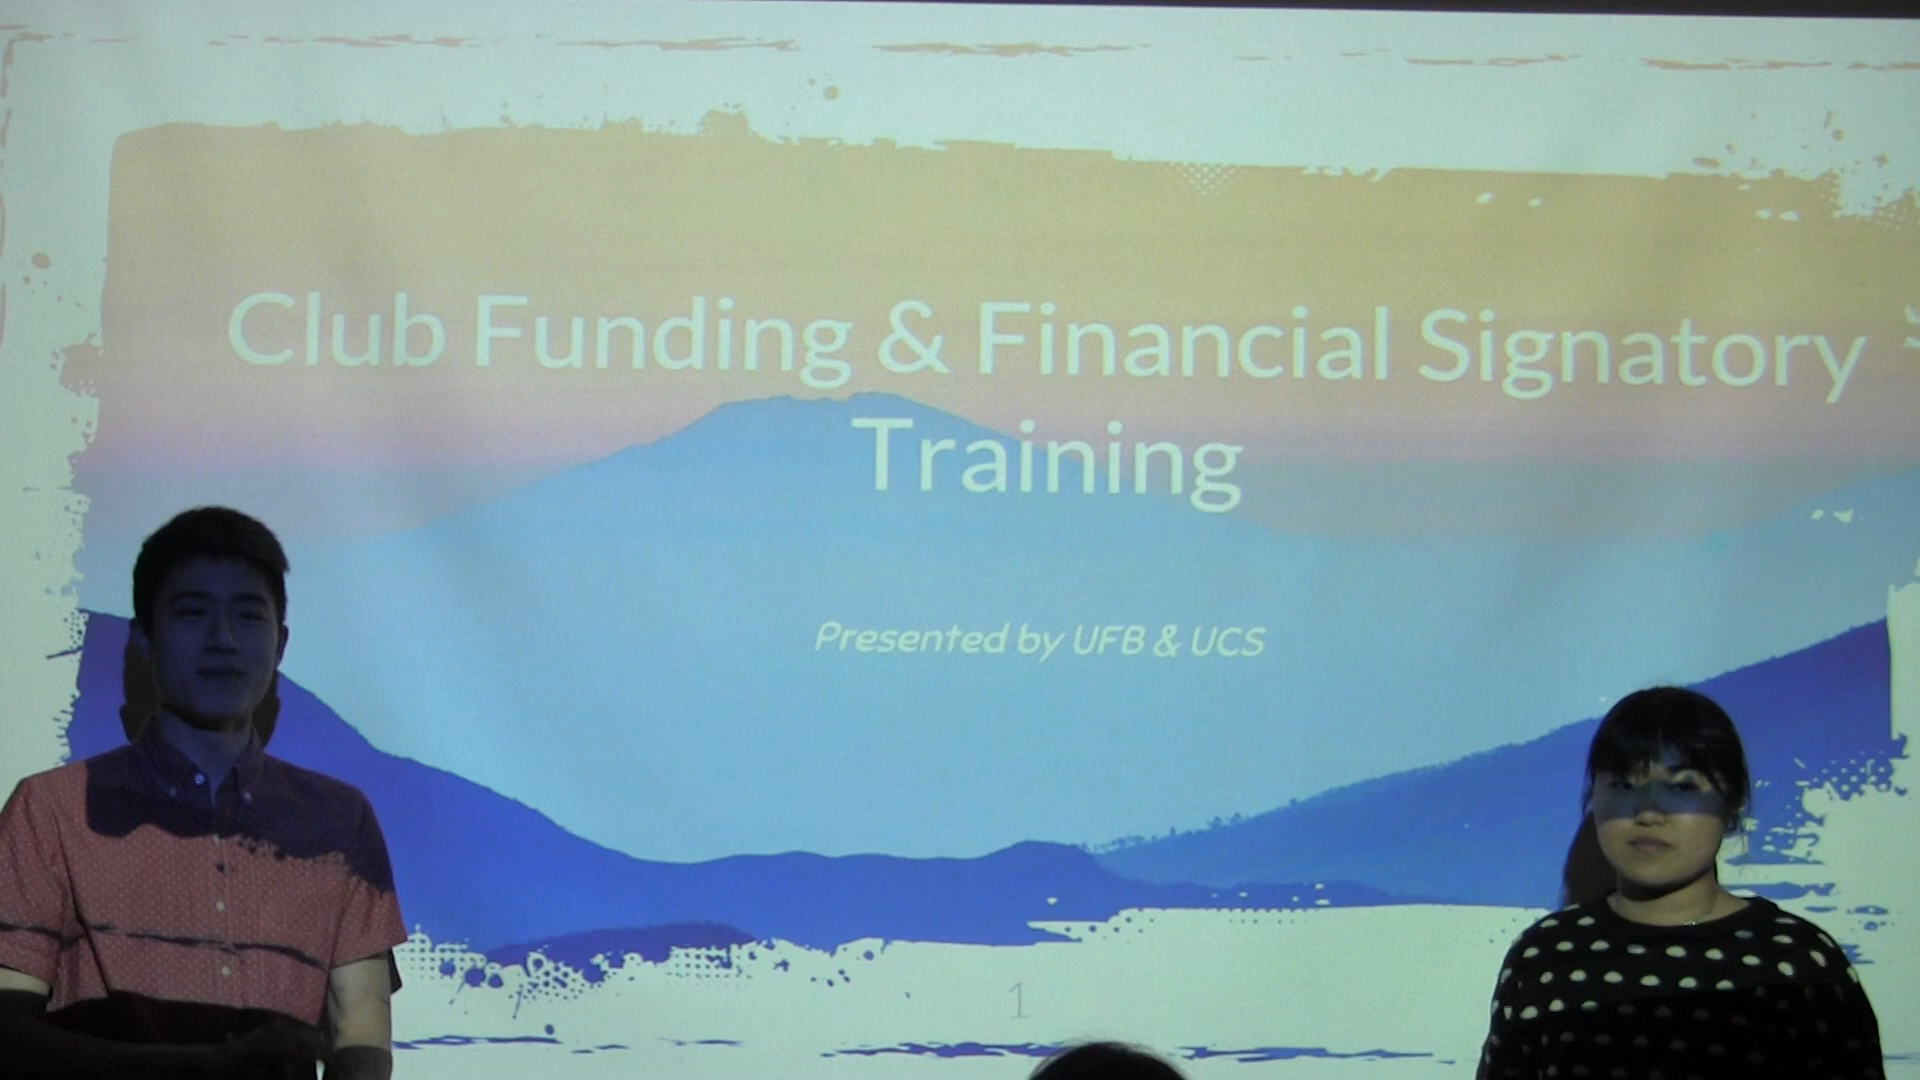 Club Funding & Financial Signatory
Training
Presented by UFB & UCS
1